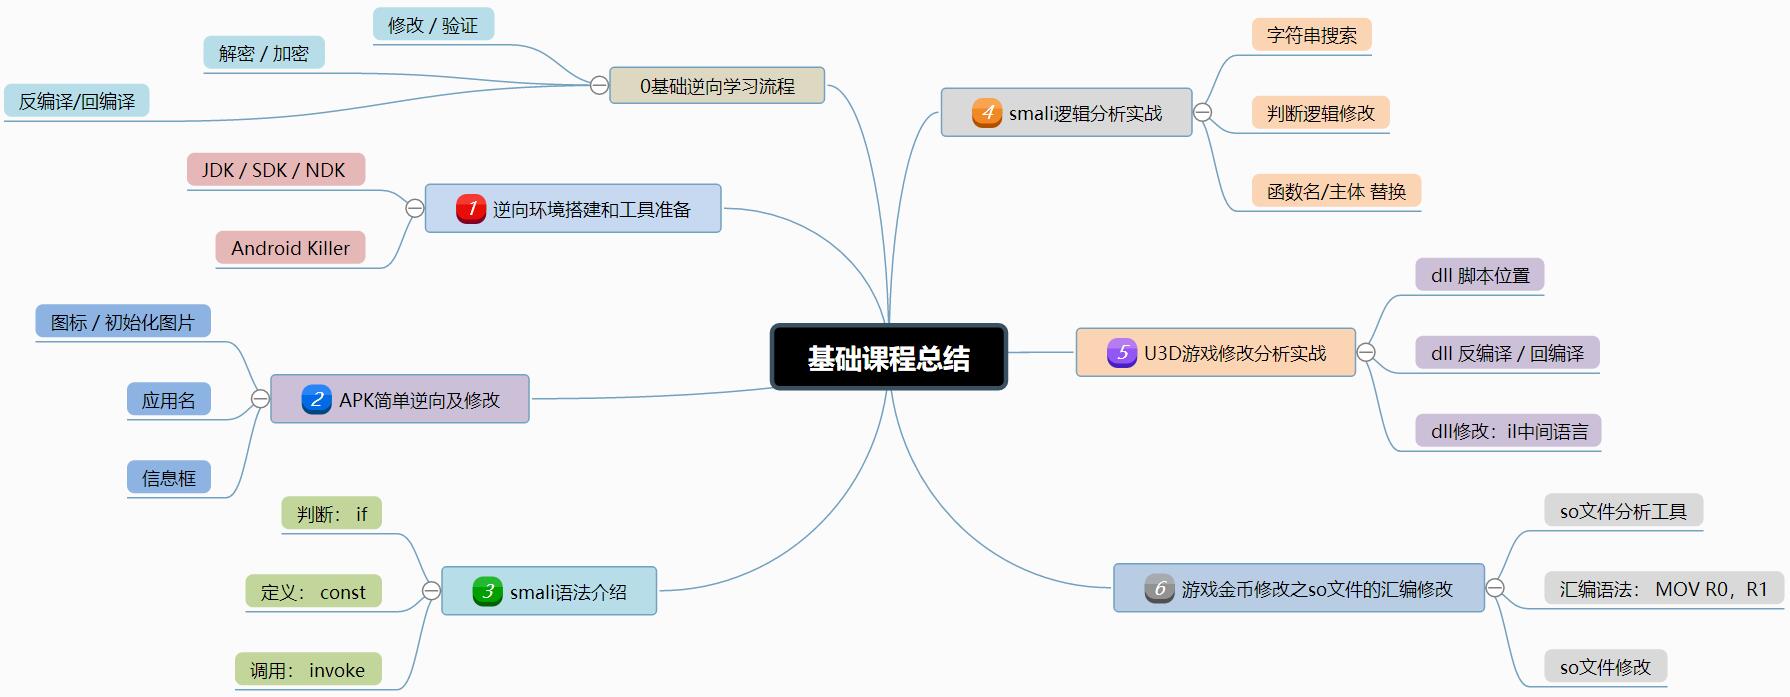 基础课程总结
0基础逆向学习流程
修改 / 验证
解密 / 加密
反编译/回编译
1 逆向环境搭建和工具准备
JDK / SDK / NDK
Android Killer
2 APK简单逆向及修改
图标 / 初始化图片
应用名
信息框
3 smali语法介绍
判断： if
定义： const
调用： invoke
4 smali逻辑分析实战
字符串搜索
判断逻辑修改
函数名/主体 替换
5 U3D游戏修改分析实战
dll 脚本位置
dll 反编译 / 回编译
dll修改：il中间语言
6 游戏金币修改之so文件的汇编修改
so文件分析工具
汇编语法： MOV R0，R1
so文件修改